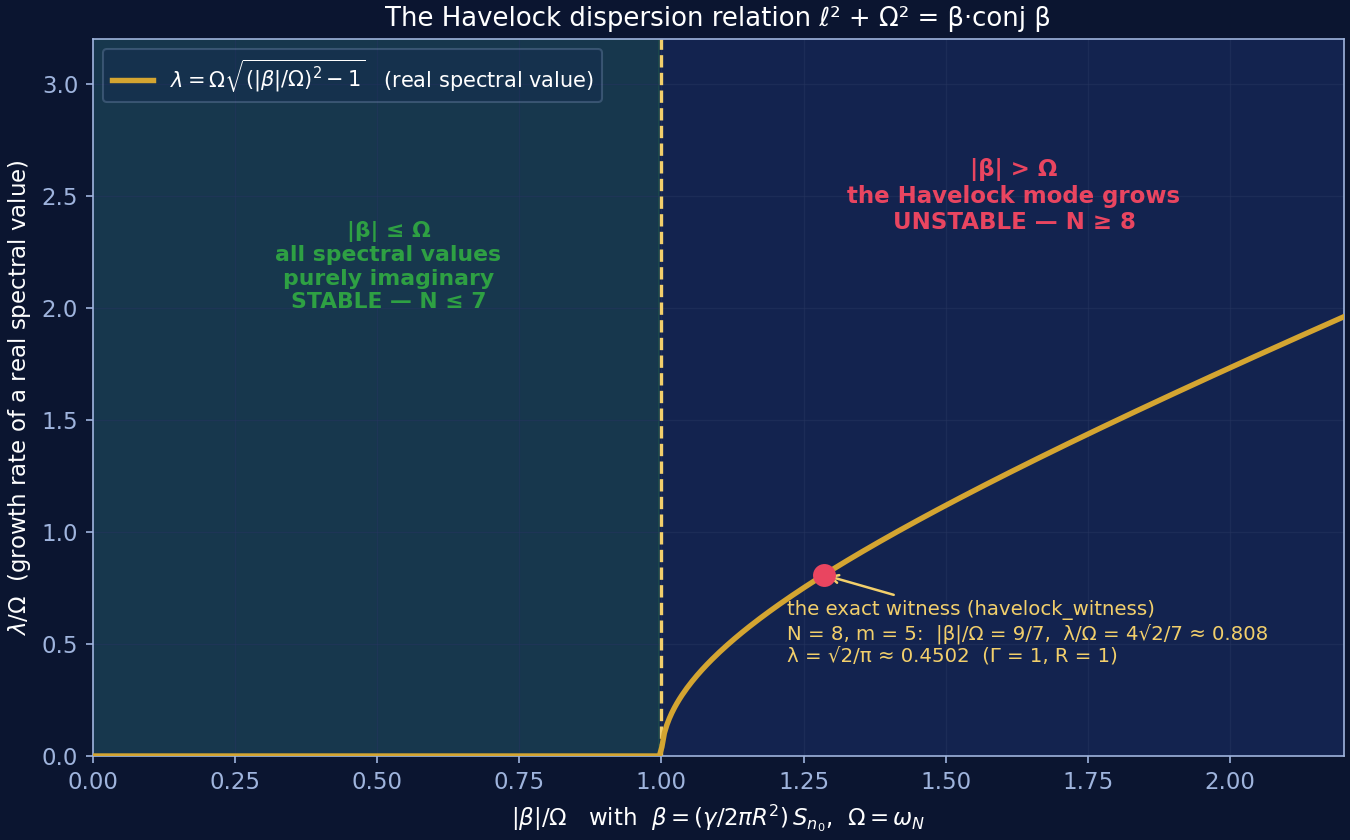 The Havelock dispersion relation ℓ² + Ω² = β·conj β
λ = Ω√((|β|/Ω)² − 1) (real spectral value)
|β| ≤ Ω
all spectral values
purely imaginary
STABLE — N ≤ 7
|β| > Ω
the Havelock mode grows
UNSTABLE — N ≥ 8
the exact witness (havelock_witness)
N = 8, m = 5: |β|/Ω = 9/7, λ/Ω = 4√2/7 ≈ 0.808
λ = √2/π ≈ 0.4502 (Γ = 1, R = 1)
λ/Ω (growth rate of a real spectral value)
3.0
2.5
2.0
1.5
1.0
0.5
0.0
0.00 0.25 0.50 0.75 1.00 1.25 1.50 1.75 2.00
|β|/Ω with β = (γ/2πR²) Sₙ₀, Ω = ω_N